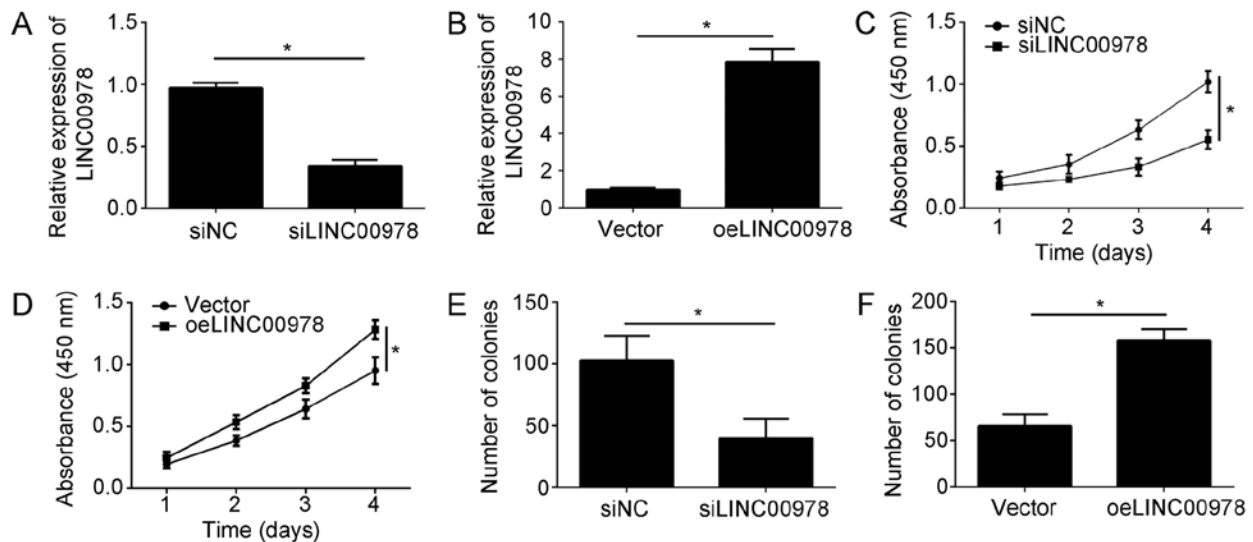 A
Relative expression of
LINC00978
1.5
1.0
0.5
0.0
*
siNC
siLINC00978
B
Relative expression of
LINC00978
10
8
6
4
2
0
*
Vector
oeLINC00978
C
Absorbance (450 nm)
1.5
1.0
0.5
0.0
siNC
siLINC00978
*
1 2 3 4
Time (days)
D
Absorbance (450 nm)
1.5
1.0
0.5
0.0
Vector
oeLINC00978
*
1 2 3 4
Time (days)
E
Number of colonies
150
100
50
0
*
siNC
siLINC00978
F
Number of colonies
200
150
100
50
0
*
Vector
oeLINC00978